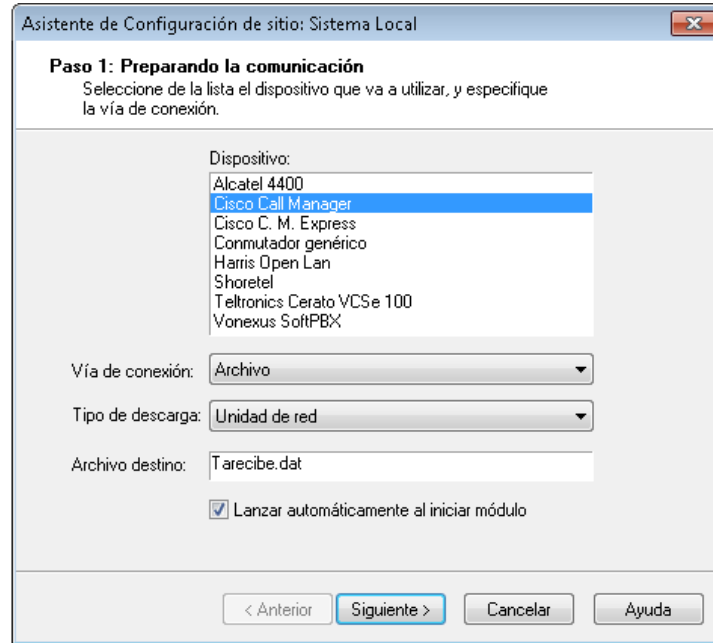 Asistente de Configuración de sitio: Sistema Local
Paso 1: Preparando la comunicación
Seleccione de la lista el dispositivo que va a utilizar, y especifique
la vía de conexión.
Dispositivo:
Alcatel 4400
Cisco Call Manager
Cisco C. M. Express
Conmutador genérico
Harris Open Lan
Shoretel
Teltronics Cerato VCSe 100
Vonexus SoftPBX
Vía de conexión: Archivo
Tipo de descarga: Unidad de red
Archivo destino: Tarecibe.dat
Lanzar automáticamente al iniciar módulo
< Anterior Siguiente > Cancelar Ayuda